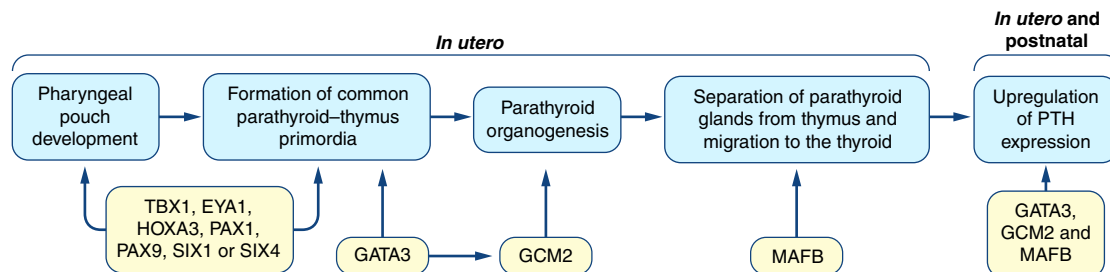 In utero
In utero and
postnatal
Pharyngeal
pouch
development
Formation of common
parathyroid–thymus
primordia
Parathyroid
organogenesis
Separation of parathyroid
glands from thymus and
migration to the thyroid
Upregulation
of PTH
expression
TBX1, EYA1,
HOXA3, PAX1,
PAX9, SIX1 or SIX4
GATA3
GCM2
MAFB
GATA3,
GCM2 and
MAFB